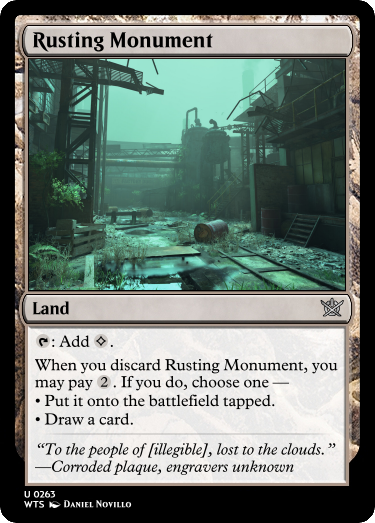 Rusting Monument
Land
: Add .
When you discard Rusting Monument, you
may pay 2 . If you do, choose one —
• Put it onto the battlefield tapped.
• Draw a card.
“To the people of [illegible], lost to the clouds.”
—Corroded plaque, engravers unknown
U 0263
WTS Daniel Novillo